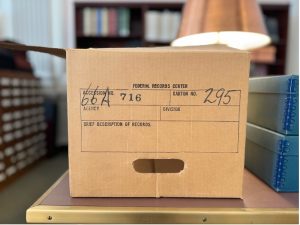 FEDERAL RECORDS CENTER
ACCESSION NO. CARTON NO.
66A 716 295
AGENCY DIVISION
BRIEF DESCRIPTION OF RECORDS